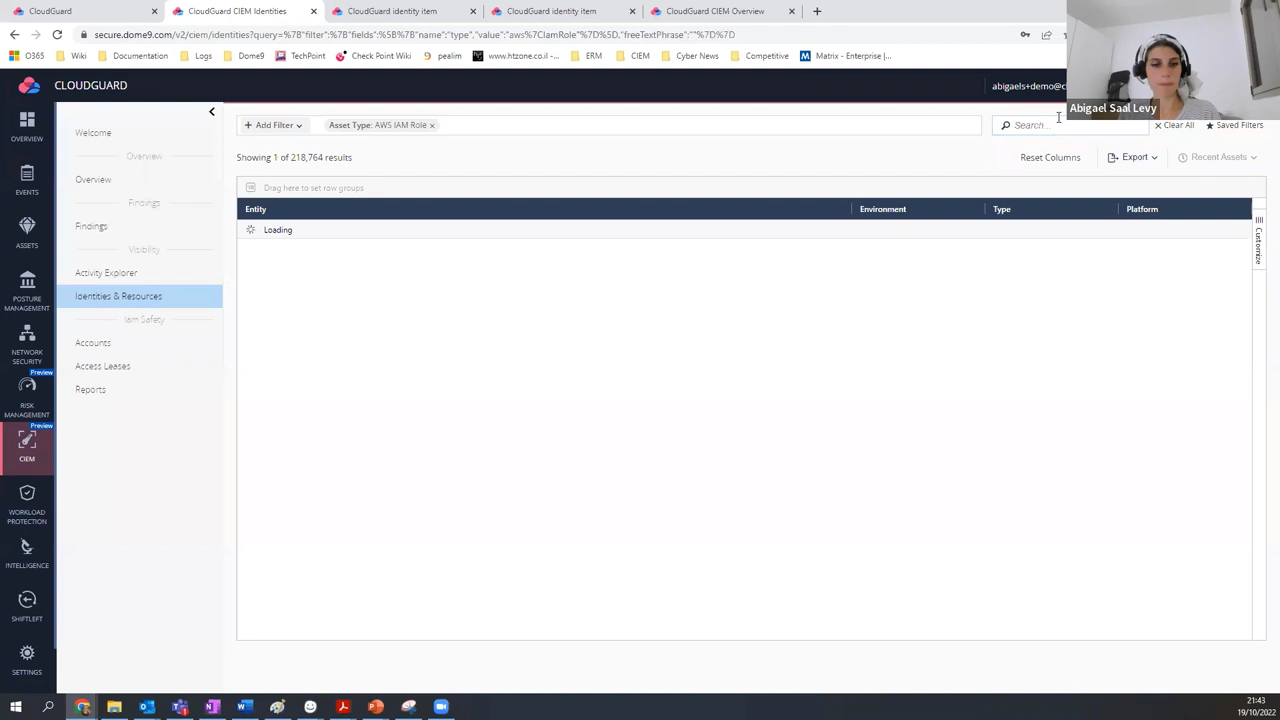 CloudGuard
CloudGuard CIEM Identities
CloudGuard identity item
CloudGuard identity item
CloudGuard CIEM Overview
secure.dome9.com/v2/ciem/identities?query=%7B"filter":%7B"fields":%5B%7B"name":"type","value":"aws%7CIamRole"%7D%5D,"freeTextPhrase":""%7D%7D
O365
Wiki
Documentation
Logs
Dome9
TechPoint
Check Point Wiki
pealim
www.htzone.co.il -...
ERM
CIEM
Cyber News
Competitive
Matrix - Enterprise |...
CLOUDGUARD
abigaels+demo@c
Abigael Saal Levy
OVERVIEW
EVENTS
ASSETS
POSTURE
MANAGEMENT
NETWORK
SECURITY
Preview
RISK
MANAGEMENT
Preview
CIEM
WORKLOAD
PROTECTION
INTELLIGENCE
SHIFTLEFT
SETTINGS
Welcome
Overview
Overview
Findings
Findings
Visibility
Activity Explorer
Identities & Resources
Iam Safety
Accounts
Access Leases
Reports
Add Filter
Asset Type: AWS IAM Role
Search...
Clear All
Saved Filters
Showing 1 of 218,764 results
Reset Columns
Export
Recent Assets
Drag here to set row groups
Entity
Environment
Type
Platform
Loading
Customize
21:43
19/10/2022